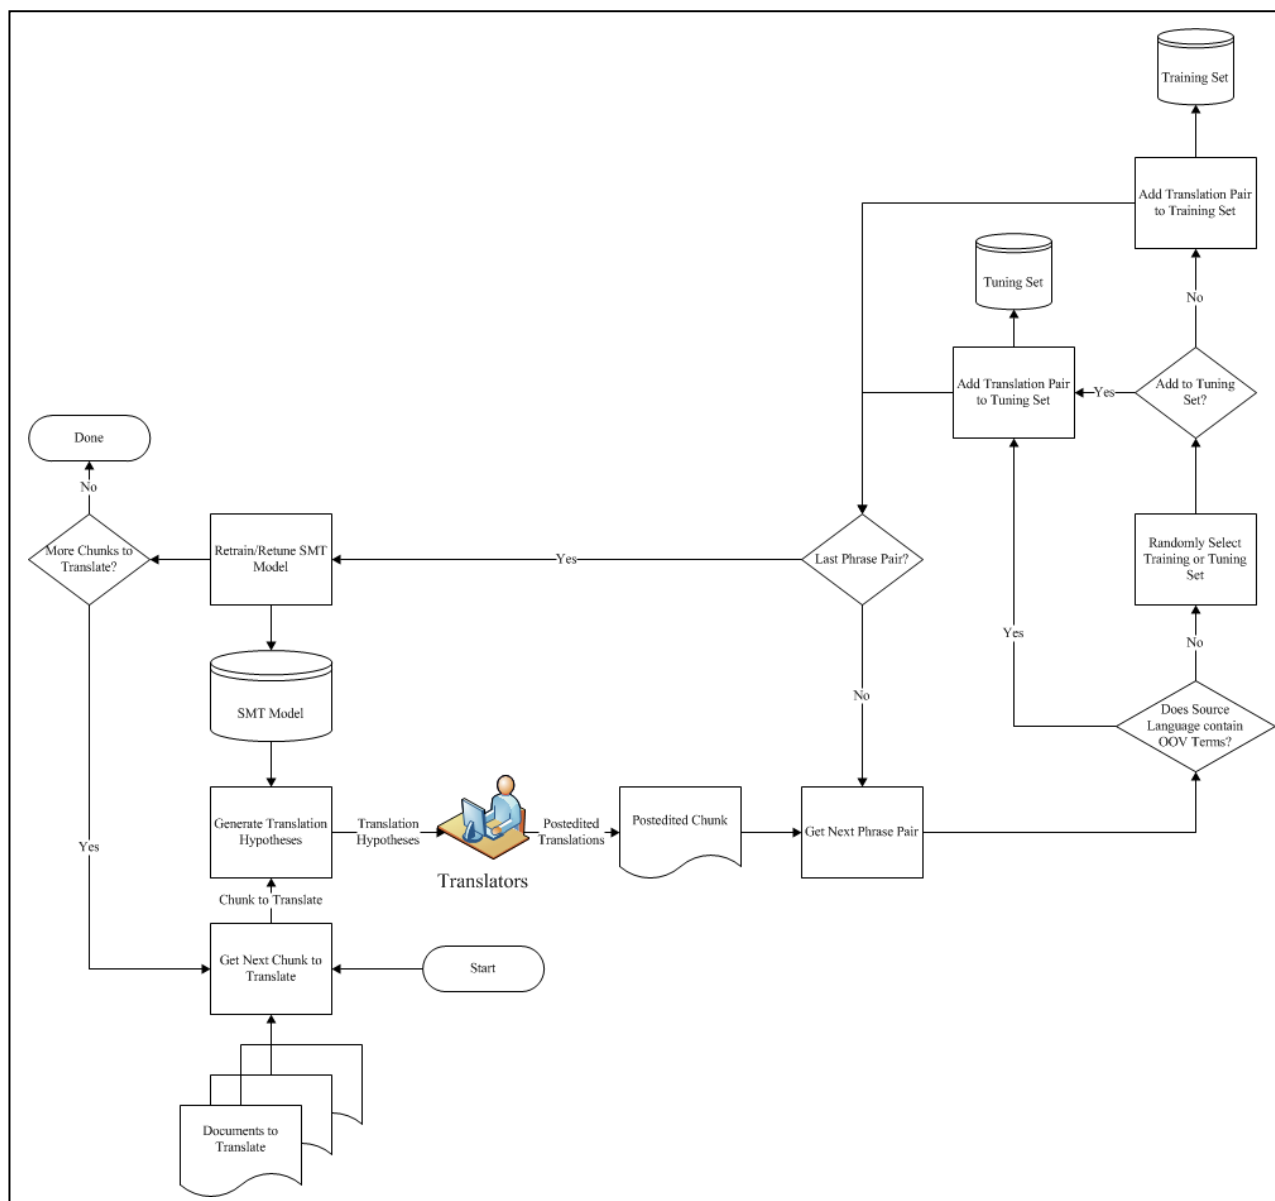 Training Set
Add Translation Pair
to Training Set
Tuning Set
No
Add Translation Pair
to Tuning Set
Yes
Add to Tuning
Set?
Done
No
More Chunks to
Translate?
Retrain/Retune SMT
Model
Yes
Last Phrase Pair?
Randomly Select
Training or Tuning
Set
Yes
No
SMT Model
No
Does Source
Language contain
OOV Terms?
Yes
Generate Translation
Hypotheses
Translation
Hypotheses
Translators
Postedited
Translations
Postedited Chunk
Get Next Phrase Pair
Chunk to Translate
Get Next Chunk to
Translate
Start
Documents to
Translate